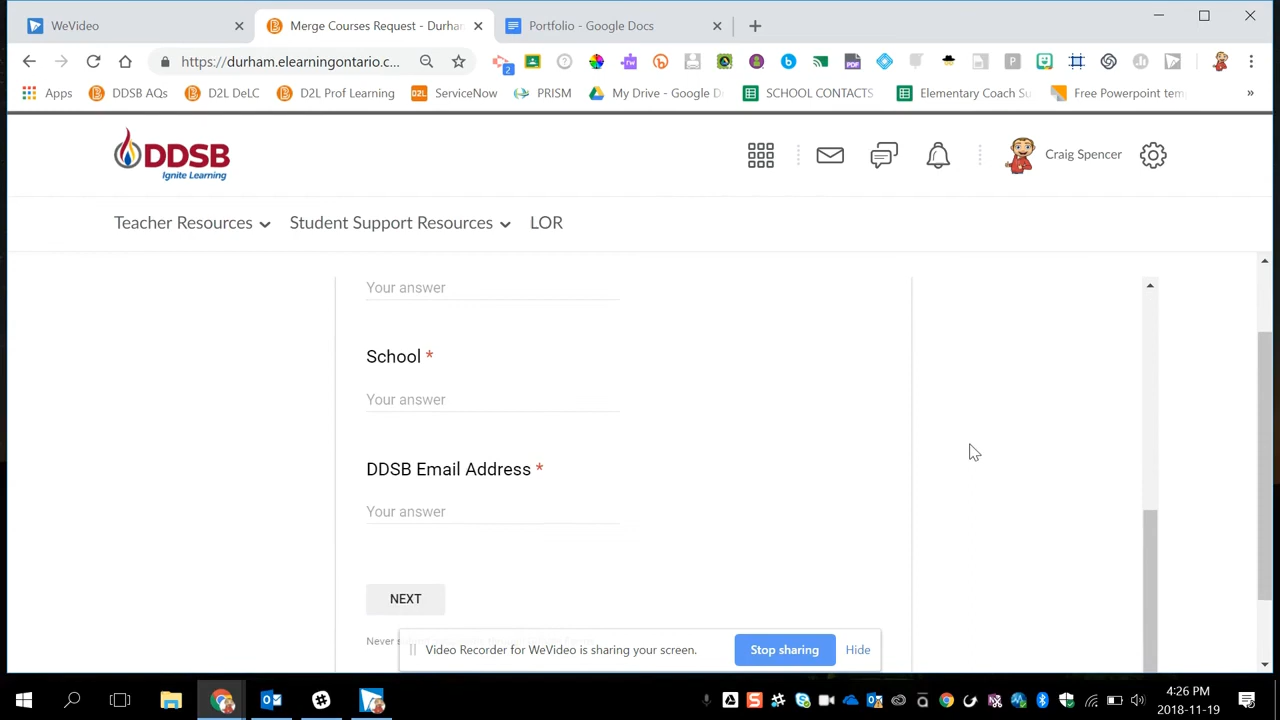 WeVideo
Merge Courses Request - Durha
Portfolio - Google Docs
https://durham.elearningontario.c...
2
Apps
DDSB AQs
D2L DeLC
D2L Prof Learning
ServiceNow
PRISM
My Drive - Google D
SCHOOL CONTACTS
Elementary Coach Su
Free Powerpoint tem
»
DDSB
Ignite Learning
Craig Spencer
Teacher Resources
Student Support Resources
LOR
Your answer
School *
Your answer
DDSB Email Address *
Your answer
NEXT
Never
Video Recorder for WeVideo is sharing your screen.
Stop sharing
Hide
4:26 PM
2018-11-19